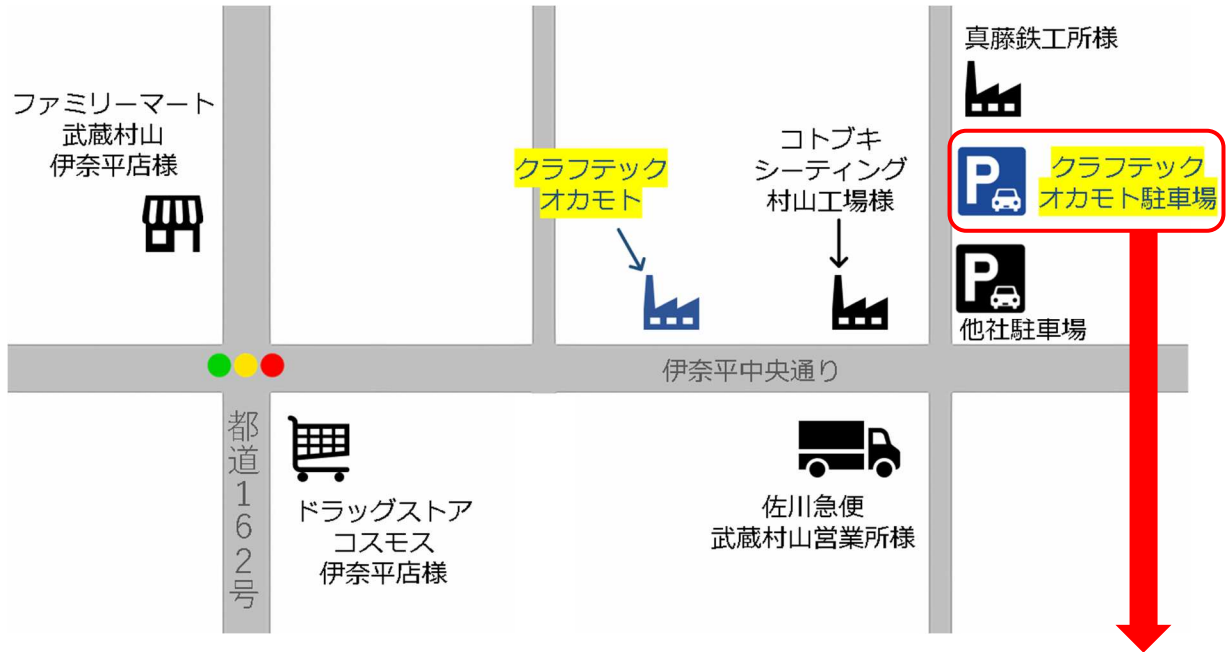 真藤鉄工所様
ファミリーマート
武蔵村山
伊奈平店様
クラフテック
オカモト
コトブキ
シーティング
村山工場様
P
クラフテック
オカモト駐車場
P
他社駐車場
伊奈平中央通り
都道162号
ドラッグストア
コスモス
伊奈平店様
佐川急便
武蔵村山営業所様